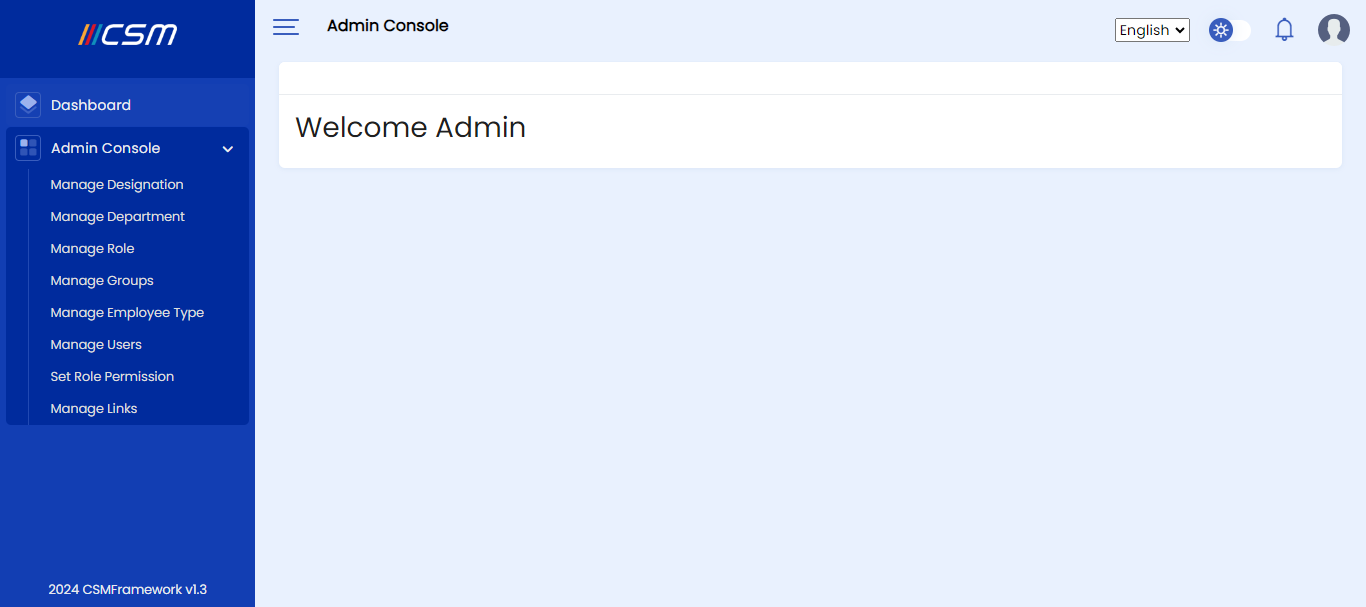 CSM
Admin Console
English
Dashboard
Admin Console
Manage Designation
Manage Department
Manage Role
Manage Groups
Manage Employee Type
Manage Users
Set Role Permission
Manage Links
Welcome Admin
2024 CSMFramework v1.3